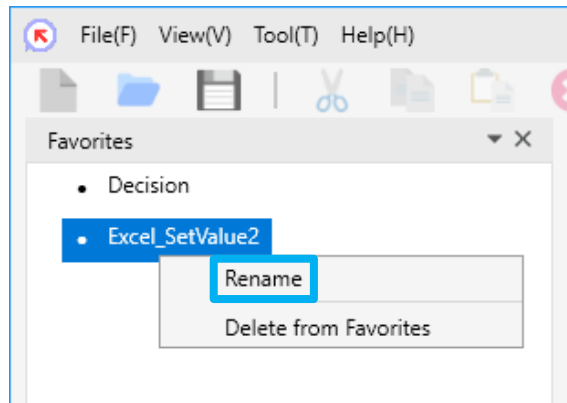 File(F) View(V) Tool(T) Help(H)
Favorites
Decision
Excel_SetValue2
Rename
Delete from Favorites